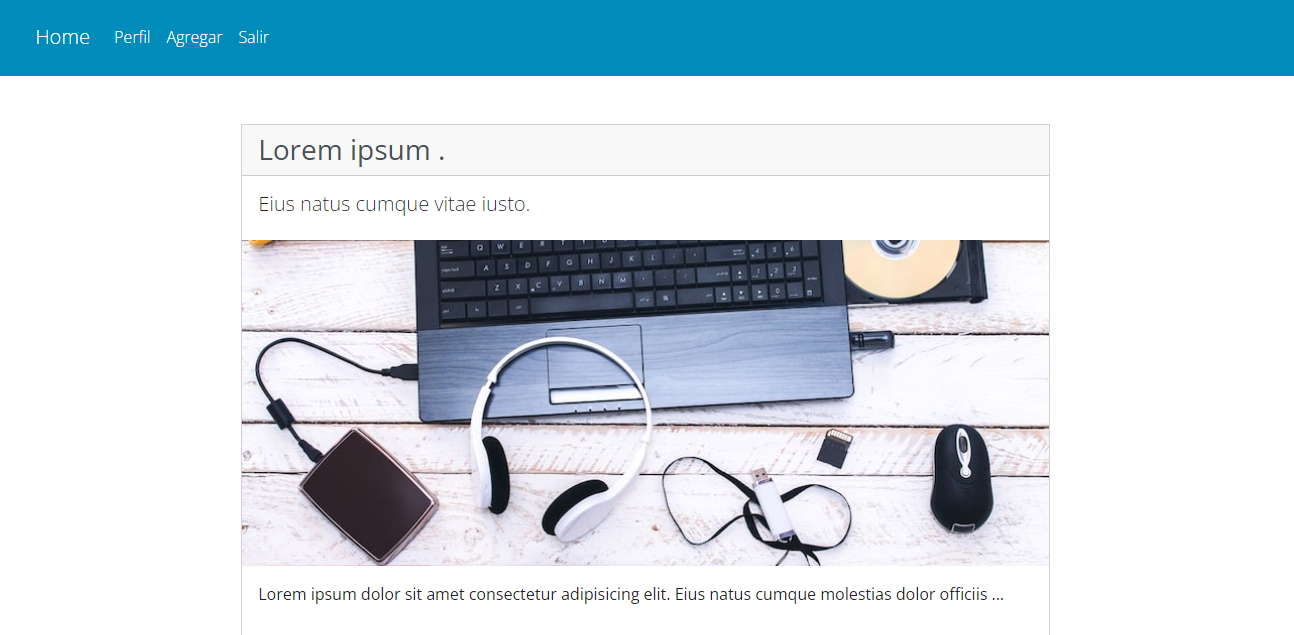 Home Perfil Agregar Salir
Lorem ipsum .
Eius natus cumque vitae iusto.
Q W E R T
A S D F G H J K L
Z X C V B N M
Lorem ipsum dolor sit amet consectetur adipisicing elit. Eius natus cumque molestias dolor officiis ...